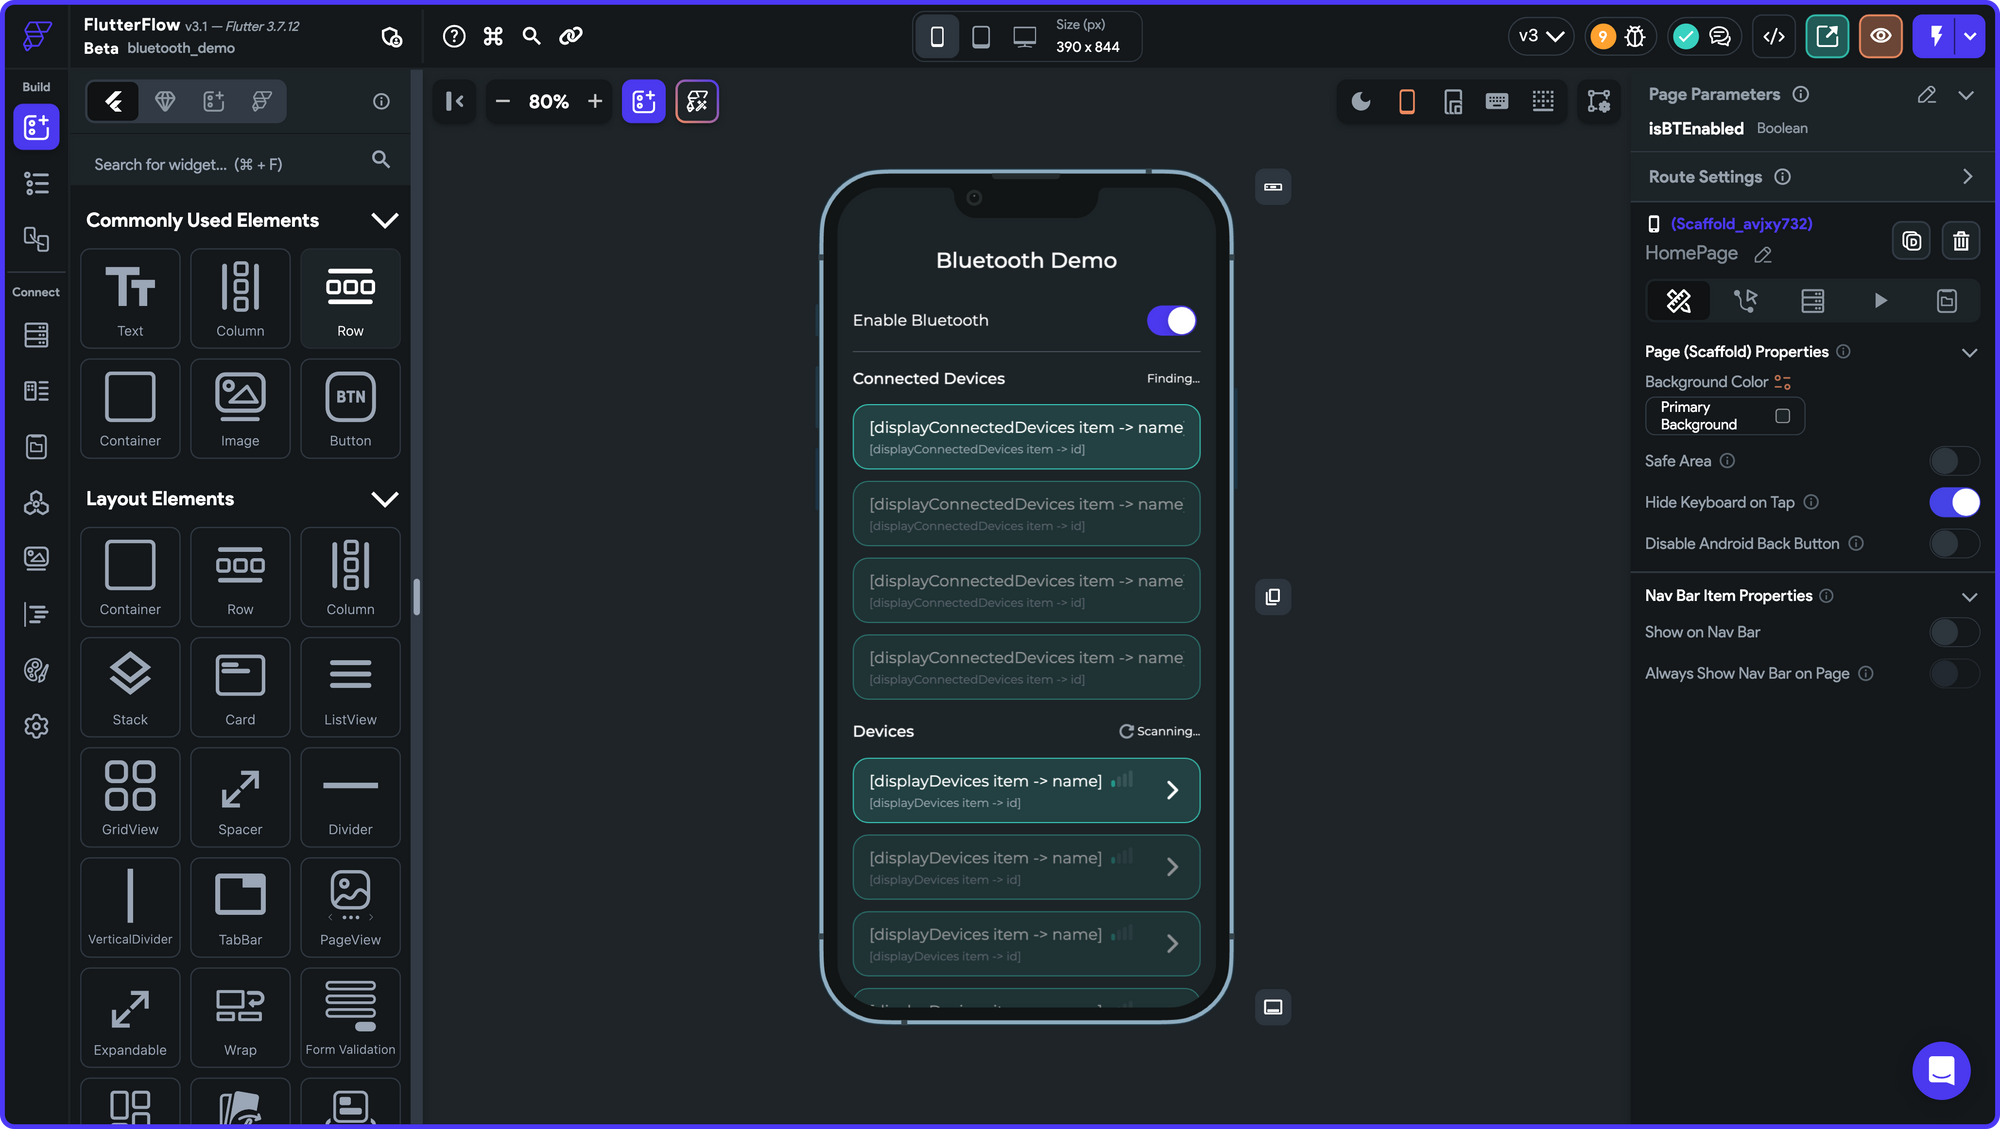 FlutterFlow v3.1 — Flutter 3.7.12
Beta bluetooth_demo
Size (px)
390 x 844
v3
9
Build
Connect
Search for widget... (⌘ + F)
Commonly Used Elements
Text
Column
Row
Container
Image
BTN
Button
Layout Elements
Container
Row
Column
Stack
Card
ListView
GridView
Spacer
Divider
VerticalDivider
TabBar
PageView
Expandable
Wrap
Form Validation
80%
Bluetooth Demo
Enable Bluetooth
Connected Devices
Finding...
[displayConnectedDevices item -> name
[displayConnectedDevices item -> id]
[displayConnectedDevices item -> name
[displayConnectedDevices item -> id]
[displayConnectedDevices item -> name
[displayConnectedDevices item -> id]
[displayConnectedDevices item -> name
[displayConnectedDevices item -> id]
Devices
Scanning...
[displayDevices item -> name]
[displayDevices item -> id]
[displayDevices item -> name]
[displayDevices item -> id]
[displayDevices item -> name]
[displayDevices item -> id]
Page Parameters
isBTEnabled Boolean
Route Settings
(Scaffold_avjxy732)
HomePage
Page (Scaffold) Properties
Background Color
Primary
Background
Safe Area
Hide Keyboard on Tap
Disable Android Back Button
Nav Bar Item Properties
Show on Nav Bar
Always Show Nav Bar on Page